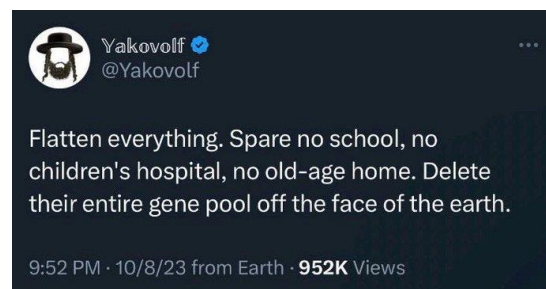 Yakovolf
@Yakovolf
Flatten everything. Spare no school, no
children's hospital, no old-age home. Delete
their entire gene pool off the face of the earth.
9:52 PM · 10/8/23 from Earth · 952K Views